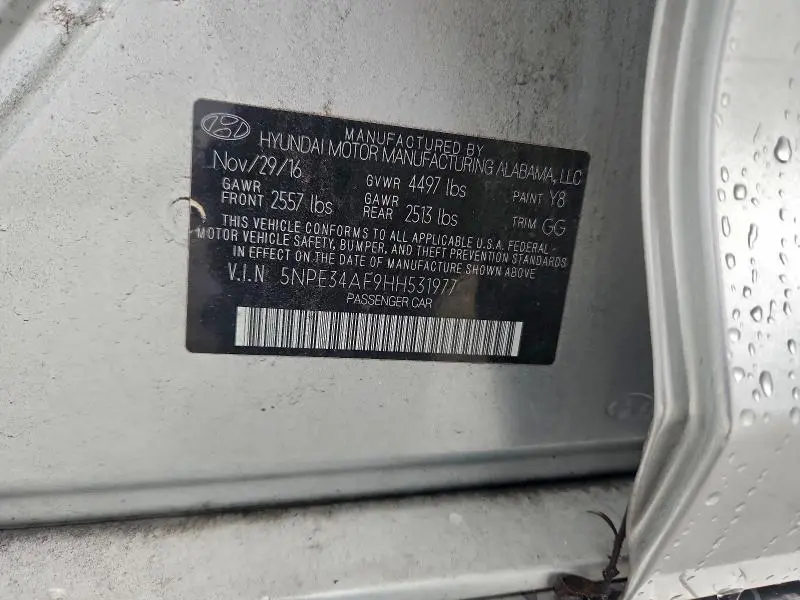 MANUFACTURED BY
HYUNDAI MOTOR MANUFACTURING ALABAMA, LLC
Nov/29/16 GVWR 4497 lbs PAINT Y8
GAWR FRONT 2557 lbs GAWR REAR 2513 lbs TRIM GG
THIS VEHICLE CONFORMS TO ALL APPLICABLE U.S.A. FEDERAL
MOTOR VEHICLE SAFETY, BUMPER, AND THEFT PREVENTION STANDARDS
IN EFFECT ON THE DATE OF MANUFACTURE SHOWN ABOVE
V.I.N 5NPE34AF9HH531977
PASSENGER CAR